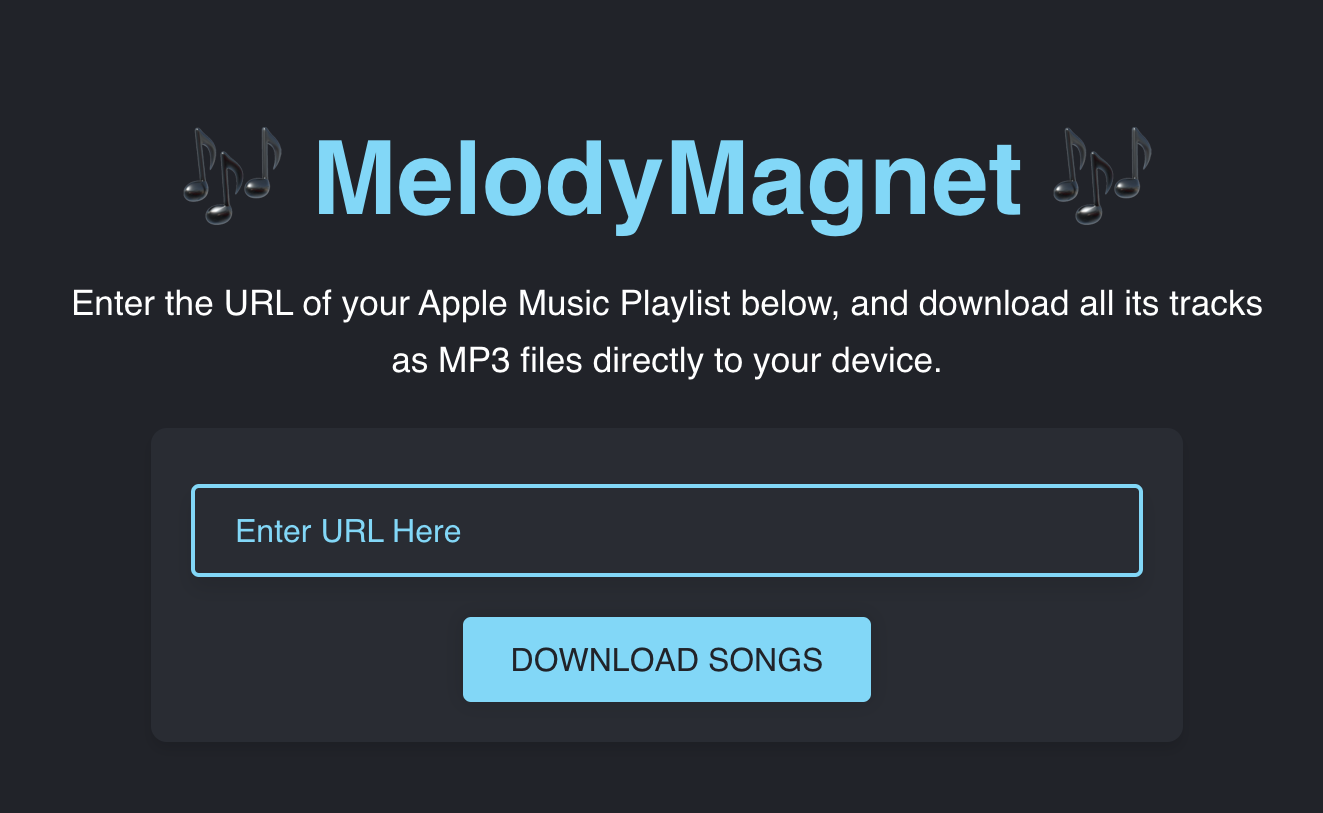 🎶 MelodyMagnet 🎶
Enter the URL of your Apple Music Playlist below, and download all its tracks
as MP3 files directly to your device.
Enter URL Here
DOWNLOAD SONGS